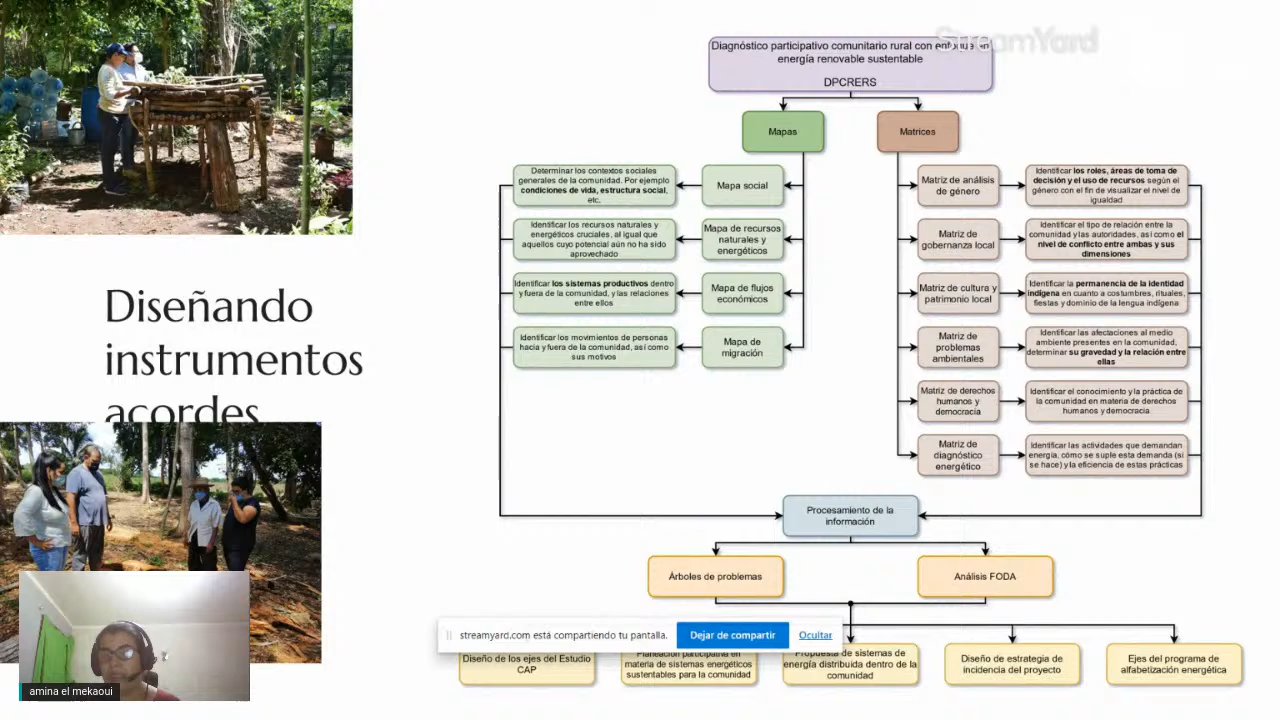 StreamYard
Diseñando
instrumentos
acordes
Diagnóstico participativo comunitario rural con enfoque en
energía renovable sustentable
DPCRERS
Mapas
Matrices
Determinar los contextos sociales
generales de la comunidad. Por ejemplo
condiciones de vida, estructura social,
etc.
Mapa social
Identificar los recursos naturales y
energéticos cruciales, al igual que
aquellos cuyo potencial aún no ha sido
aprovechado
Mapa de recursos
naturales y
energéticos
Identificar los sistemas productivos dentro
y fuera de la comunidad, y las relaciones
entre ellos
Mapa de flujos
económicos
Identificar los movimientos de personas
hacia y fuera de la comunidad, así como
sus motivos
Mapa de
migración
Matriz de análisis
de género
Identificar los roles, áreas de toma de
decisión y el uso de recursos según el
género con el fin de visualizar el nivel de
igualdad
Matriz de
gobernanza local
Identificar el tipo de relación entre la
comunidad y las autoridades, así como el
nivel de conflicto entre ambas y sus
dimensiones
Matriz de cultura y
patrimonio local
Identificar la permanencia de la identidad
indígena en cuanto a costumbres, rituales,
fiestas y dominio de la lengua indígena
Matriz de
problemas
ambientales
Identificar las afectaciones al medio
ambiente presentes en la comunidad,
determinar su gravedad y la relación entre
ellas
Matriz de derechos
humanos y
democracia
Identificar el conocimiento y la práctica de
la comunidad en materia de derechos
humanos y democracia
Matriz de
diagnóstico
energético
Identificar las actividades que demandan
energía, cómo se suple esta demanda (si
se hace) y la eficiencia de estas prácticas
Procesamiento de la
información
Árboles de problemas
Análisis FODA
streamyard.com está compartiendo tu pantalla.
Dejar de compartir
Ocultar
Diseño de los ejes del Estudio
CAP
Planeación participativa en
materia de sistemas energéticos
sustentables para la comunidad
Propuesta de sistemas de
energía distribuida dentro de la
comunidad
Diseño de estrategia de
incidencia del proyecto
Ejes del programa de
alfabetización energética
amina el mekaoui